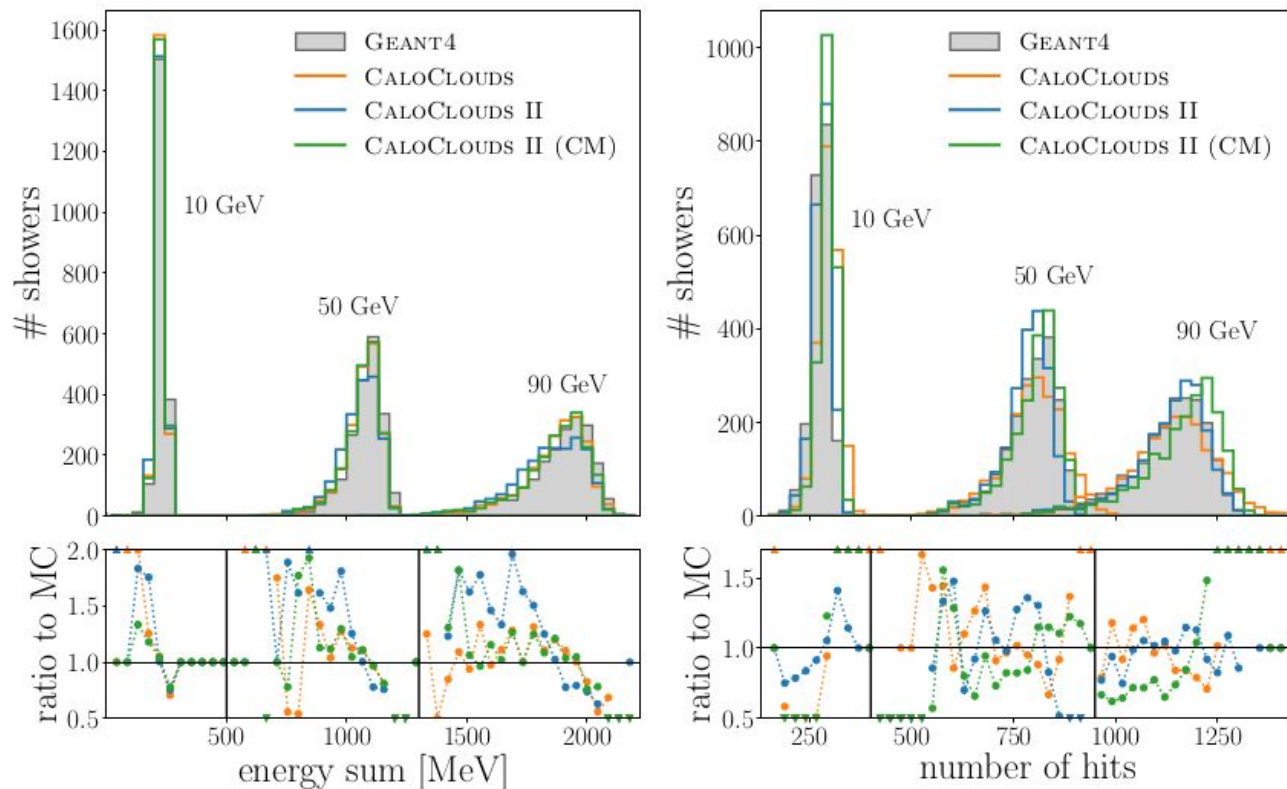 1600
1400
1200
1000
800
600
400
200
0
# showers
GEANT4
CALOCLOUDS
CALOCLOUDS II
CALOCLOUDS II (CM)
10 GeV
50 GeV
90 GeV
2.0
1.5
1.0
0.5
ratio to MC
500
1000
1500
2000
energy sum [MeV]
1000
800
600
400
200
0
# showers
GEANT4
CALOCLOUDS
CALOCLOUDS II
CALOCLOUDS II (CM)
10 GeV
50 GeV
90 GeV
1.5
1.0
0.5
ratio to MC
250
500
750
1000
1250
number of hits